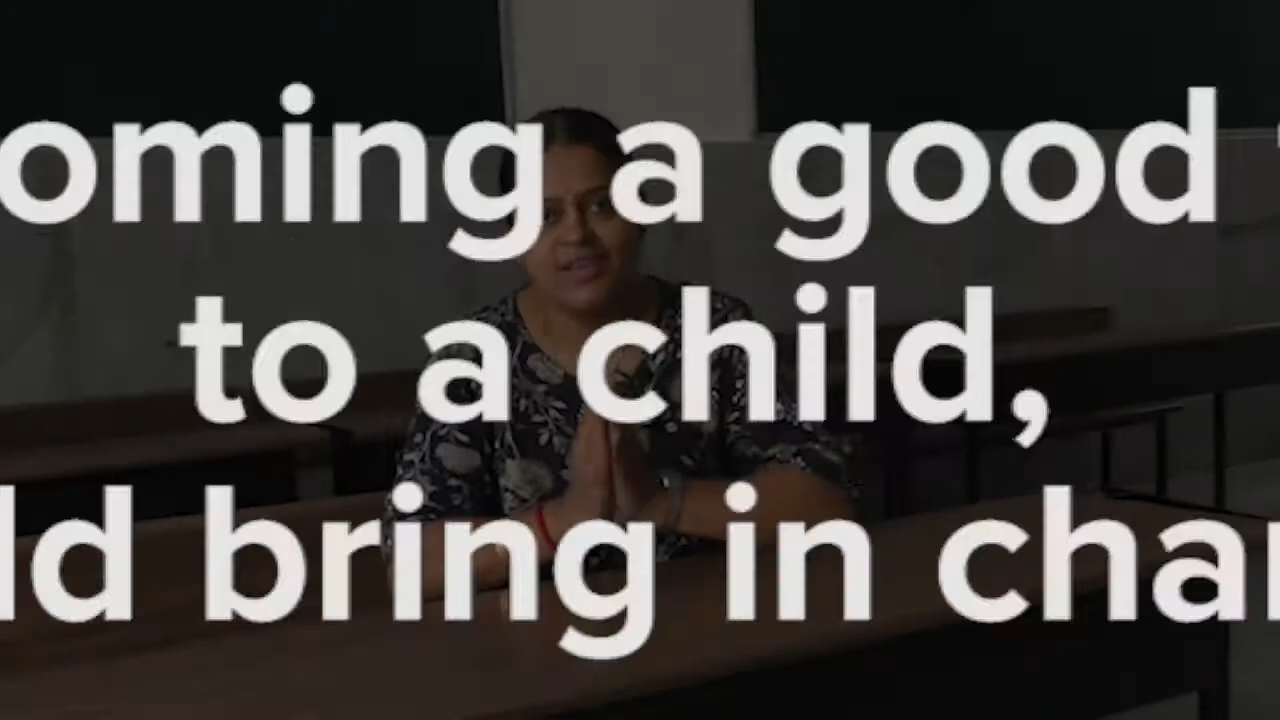 oming a good
to a child,
ld bring in char